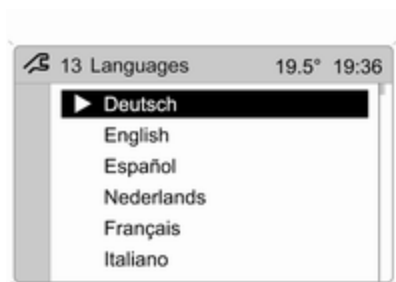 13 Languages 19.5° 19:36
Deutsch
English
Español
Nederlands
Français
Italiano